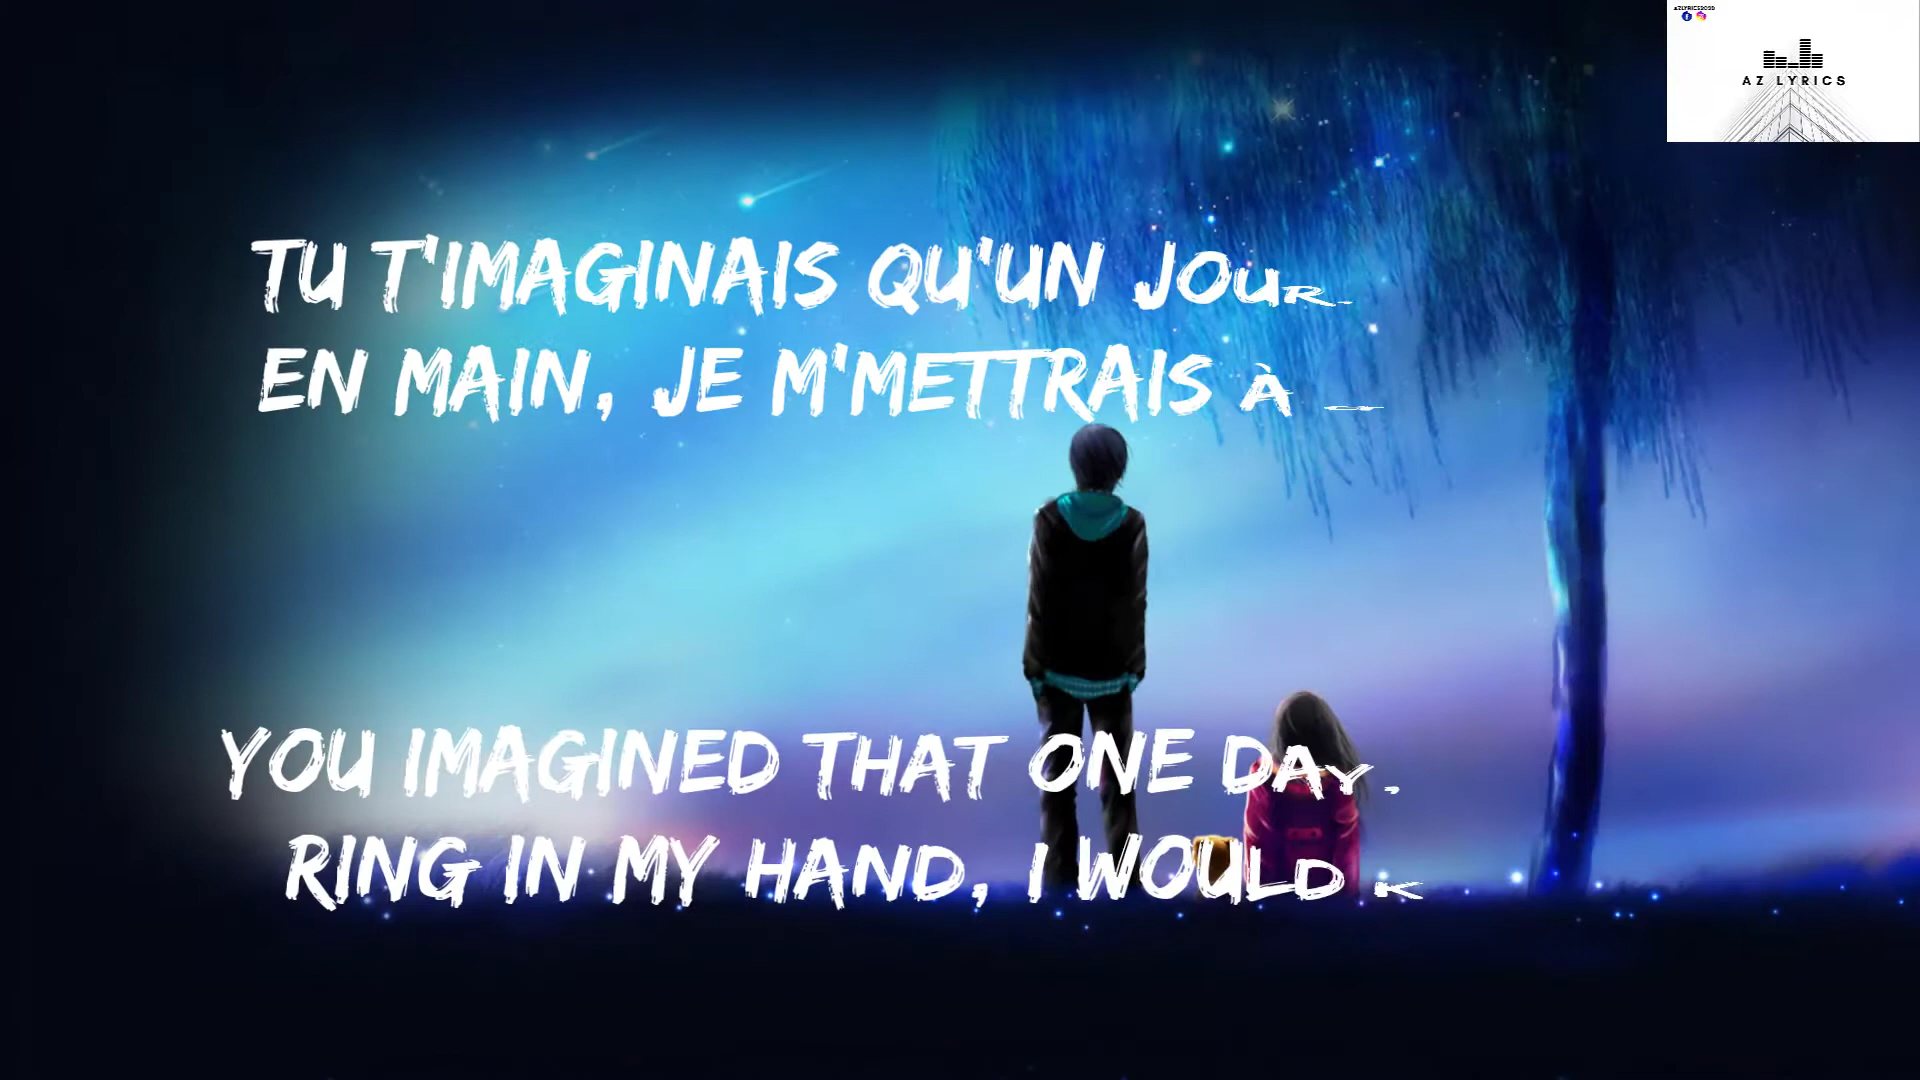 AZLYRICS2020
AZ LYRICS
TU T'IMAGINAIS QU'UN JOUR
EN MAIN, JE M'METTRAIS À
YOU IMAGINED THAT ONE DAY,
RING IN MY HAND, I WOULD K